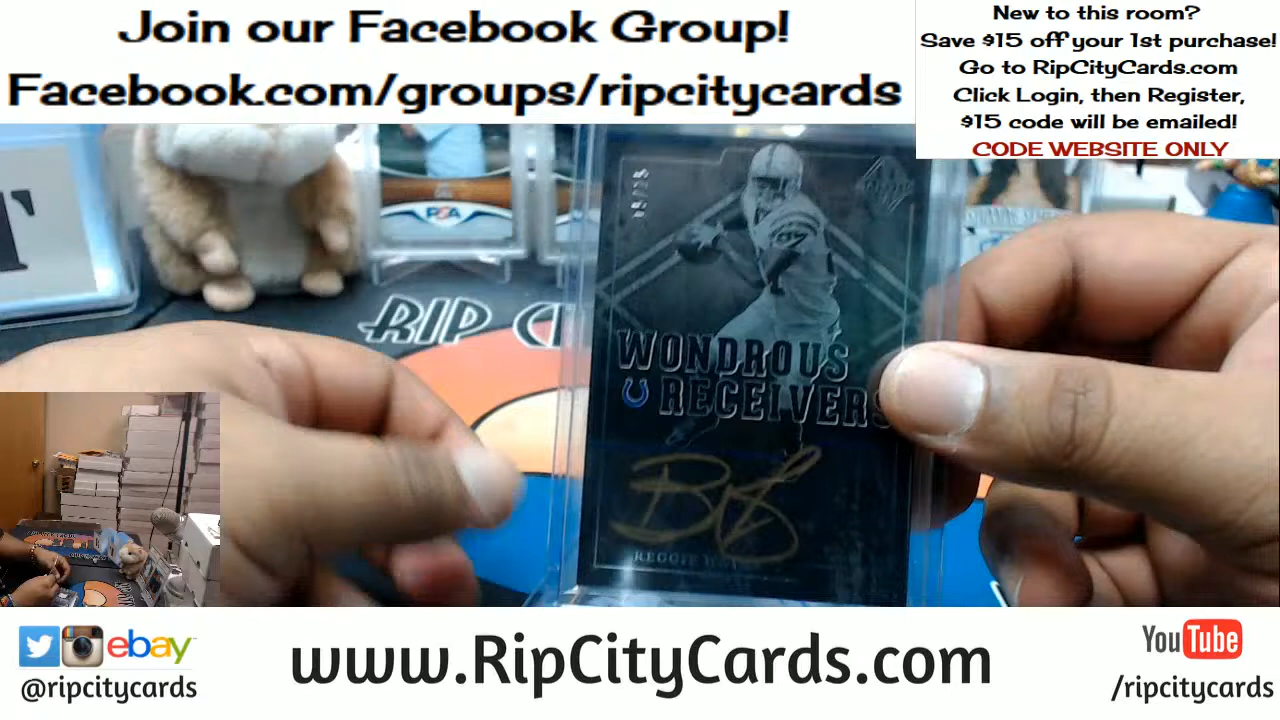 Join our Facebook Group!
Facebook.com/groups/ripcitycards
New to this room?
Save $15 off your 1st purchase!
Go to RipCityCards.com
Click Login, then Register,
$15 code will be emailed!
CODE WEBSITE ONLY
PSA
RIP
WONDROUS
RECEIVERS
REGGIE
ebay
@ripcitycards
www.RipCityCards.com
YouTube
/ripcitycards